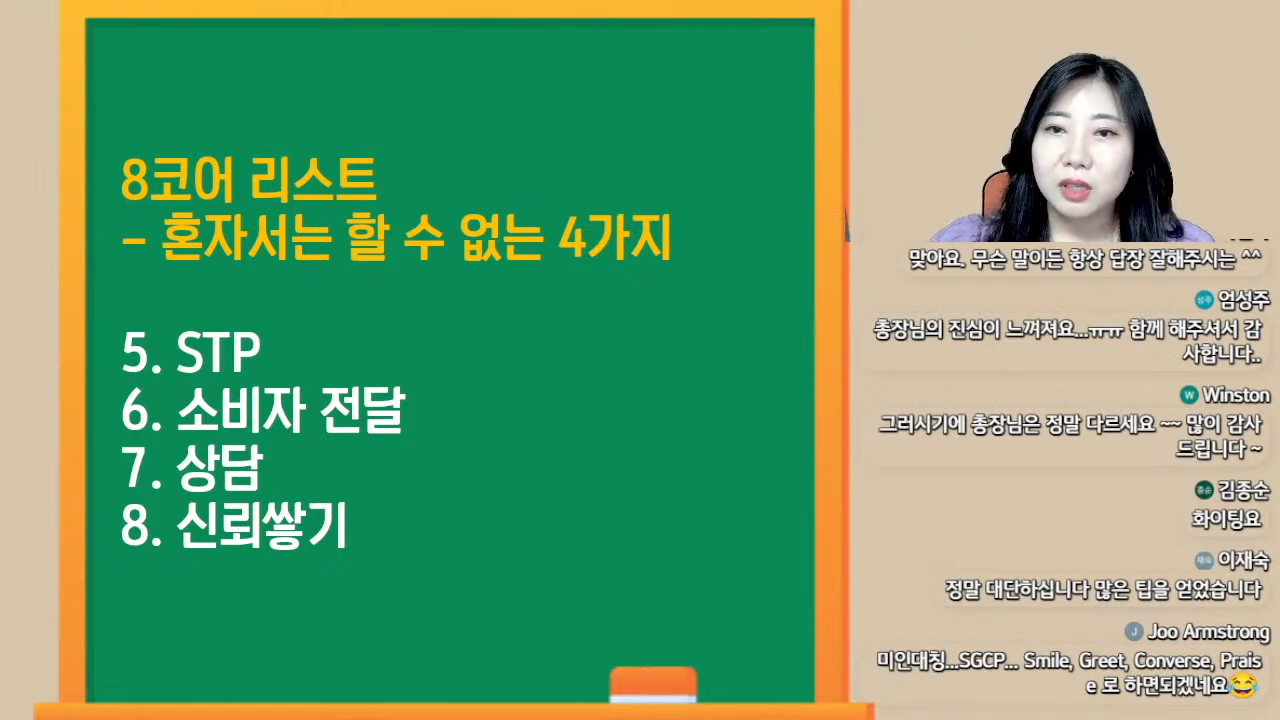 8코어 리스트
- 혼자서는 할 수 없는 4가지
5. STP
6. 소비자 전달
7. 상담
8. 신뢰쌓기
맞아요. 무슨 말이든 항상 답장 잘해주시는 ^^
성주 엄성주
총장님의 진심이 느껴져요...ㅠㅠ 함께 해주셔서 감
사합니다..
W Winston
그러시기에 총장님은 정말 다르세요 ~~ 많이 감사
드립니다 ~
종순 김종순
화이팅요
재숙 이재숙
정말 대단하십니다 많은 팁을 얻었습니다
J Joo Armstrong
미인대칭...SGCP... Smile, Greet, Converse, Prais
e 로 하면되겠네요😂